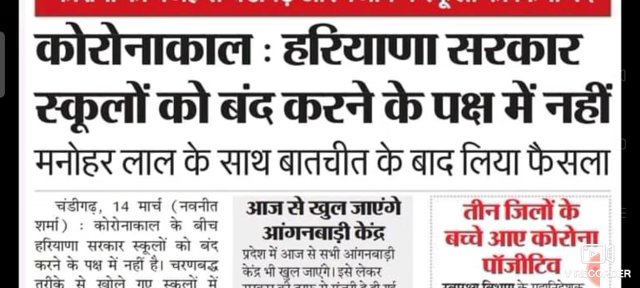 कोरोनाकाल : हरियाणा सरकार
स्कूलों को बंद करने के पक्ष में नहीं
मनोहर लाल के साथ बातचीत के बाद लिया फैसला
चंडीगढ़, 14 मार्च (नवनीत
शर्मा) : कोरोनाकाल के बीच
हरियाणा सरकार स्कूलों को बंद
करने के पक्ष में नहीं है। चरणबद्ध
तरीके से खोले गए स्कूलों में
आज से खुल जाएंगे
आंगनबाड़ी केंद्र
प्रदेश में आज से सभी आंगनबाड़ी
केंद्र भी खुल जाएंगे। इसे लेकर
तीन जिलों के
बच्चे आए कोरोना
पॉजीटिव
V RECORDER